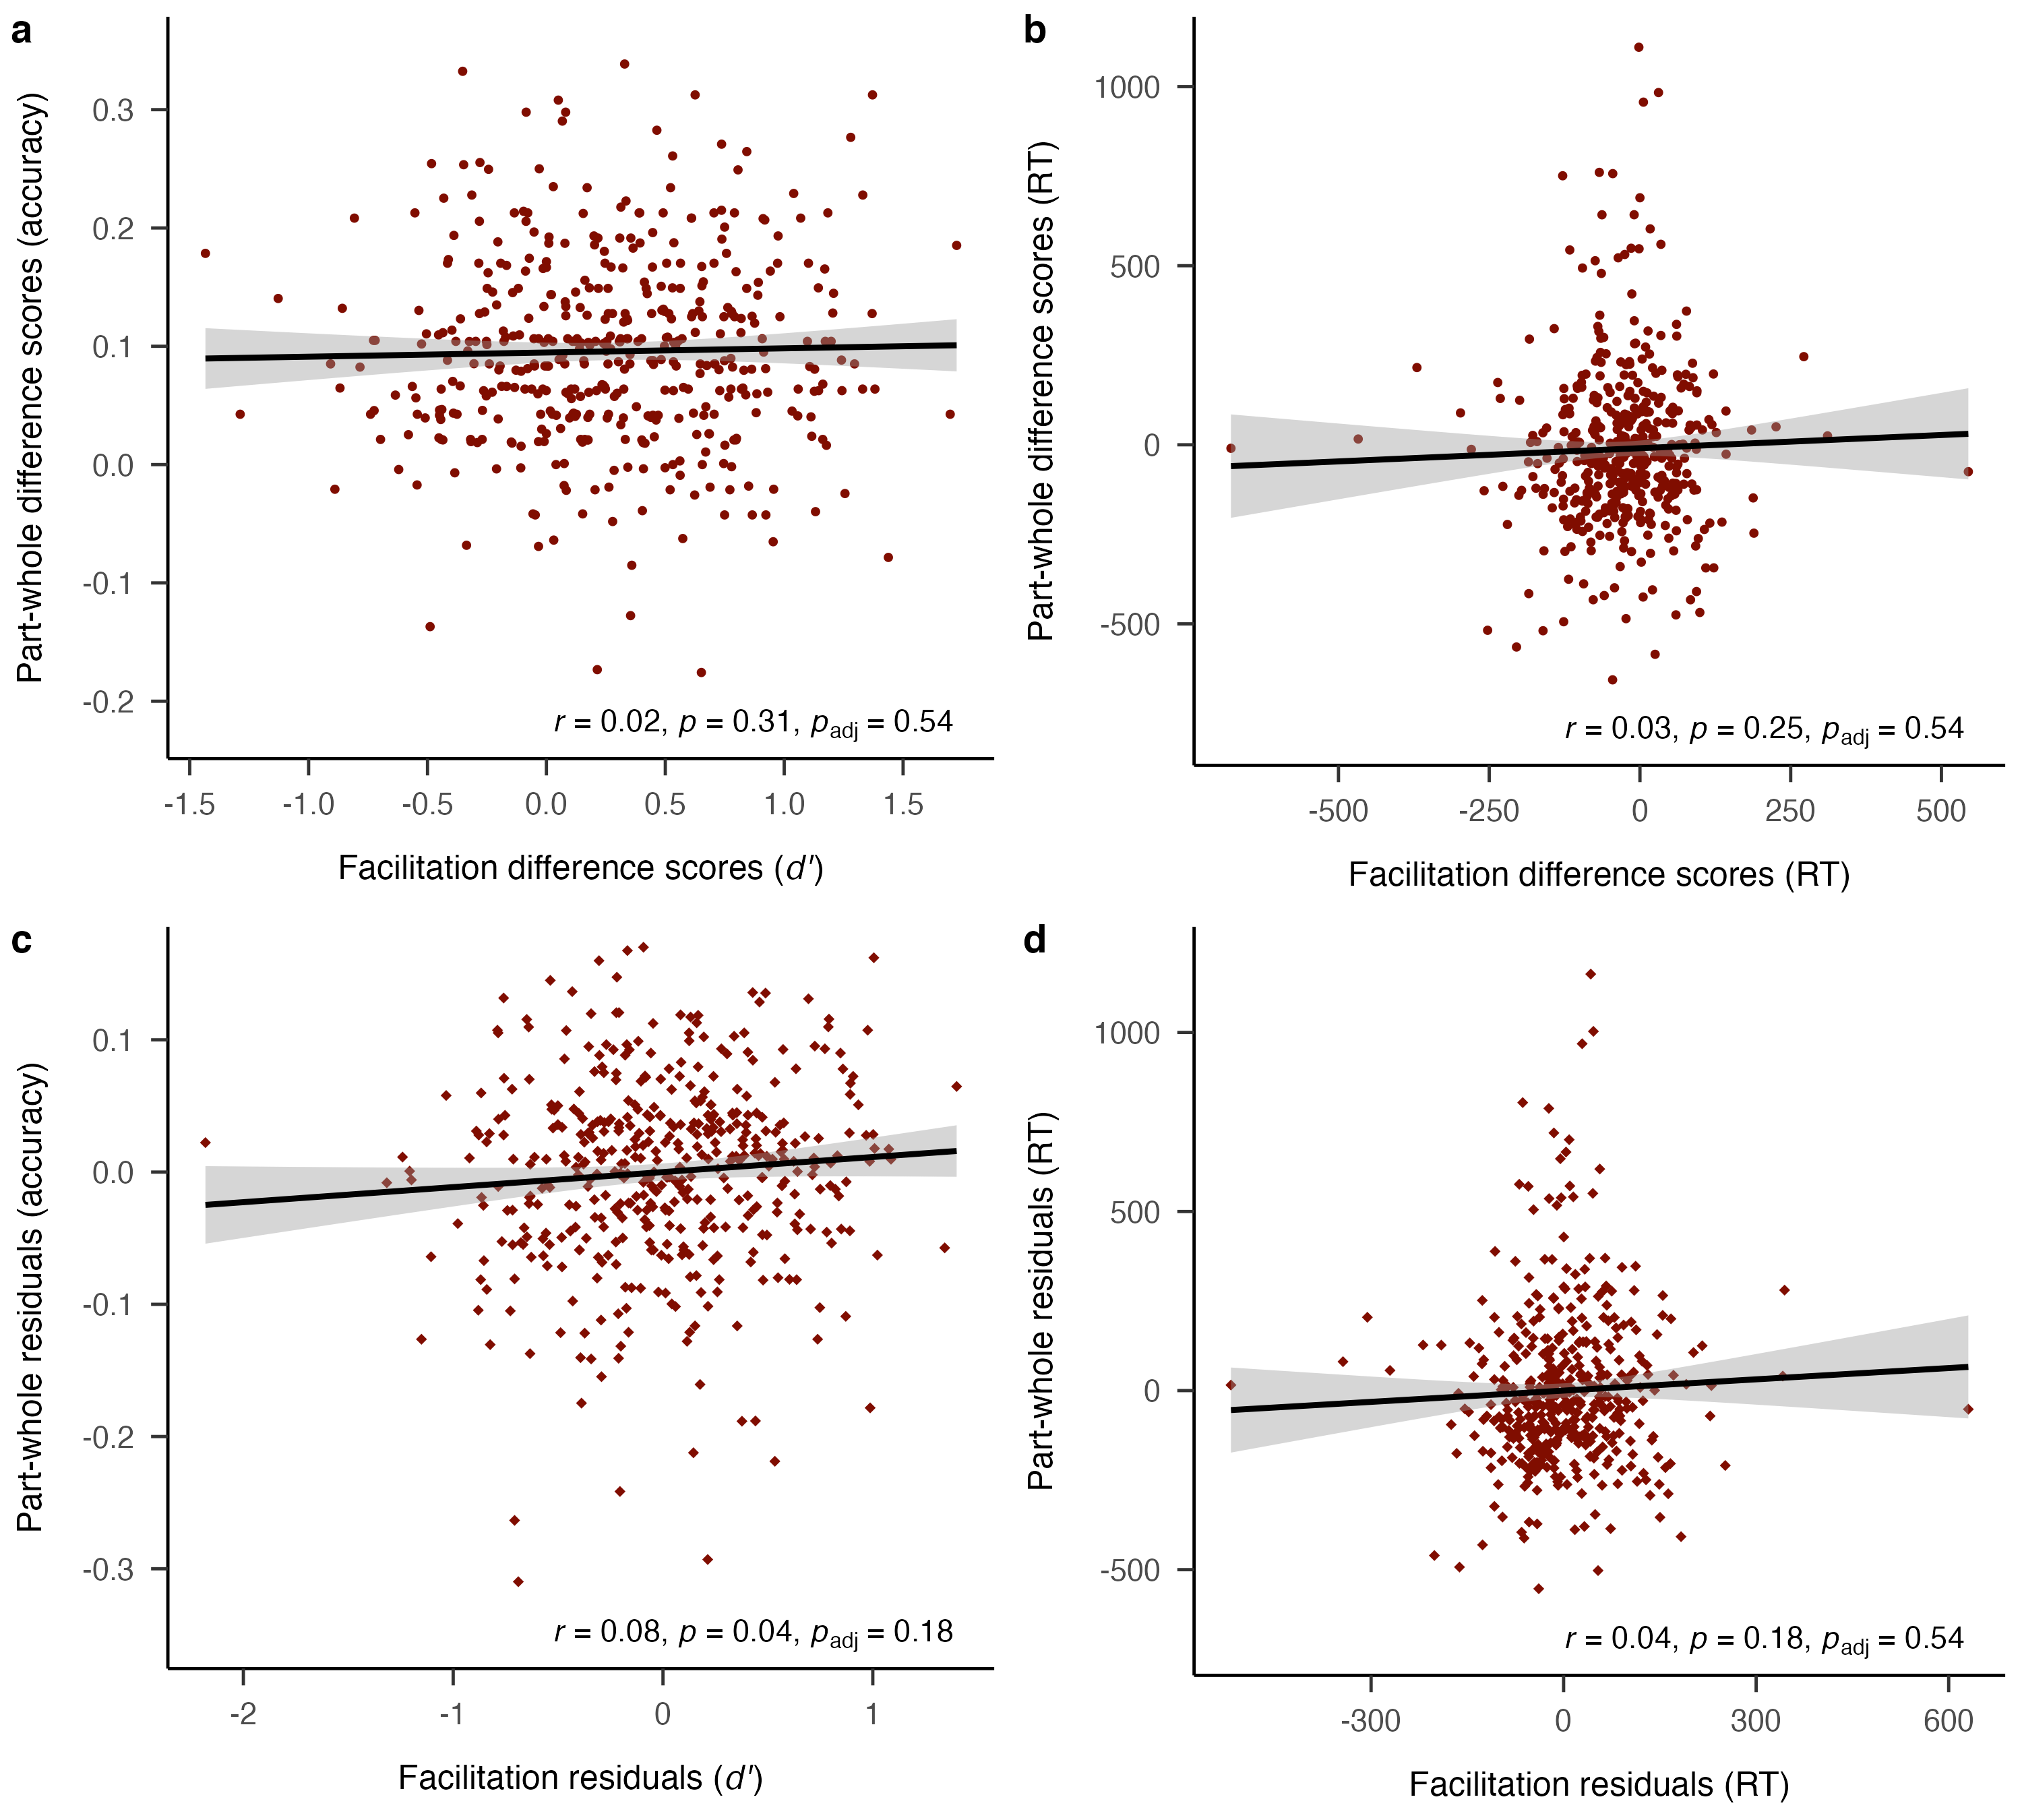 a
Part-whole difference scores (accuracy)
0.3
0.2
0.1
0.0
-0.1
-0.2
r = 0.02, p = 0.31, padj = 0.54
-1.5 -1.0 -0.5 0.0 0.5 1.0 1.5
Facilitation difference scores (d')
b
Part-whole difference scores (RT)
1000
500
0
-500
r = 0.03, p = 0.25, padj = 0.54
-500 -250 0 250 500
Facilitation difference scores (RT)
c
Part-whole residuals (accuracy)
0.1
0.0
-0.1
-0.2
-0.3
r = 0.08, p = 0.04, padj = 0.18
-2 -1 0 1
Facilitation residuals (d')
d
Part-whole residuals (RT)
1000
500
0
-500
r = 0.04, p = 0.18, padj = 0.54
-300 0 300 600
Facilitation residuals (RT)